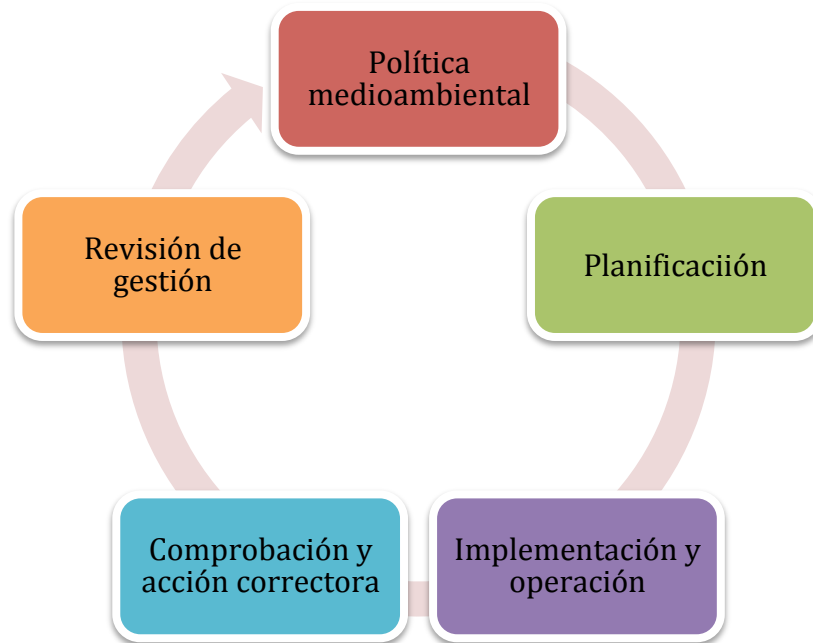 Política
medioambiental
Planificaciión
Implementación y
operación
Comprobación y
acción correctora
Revisión de
gestión